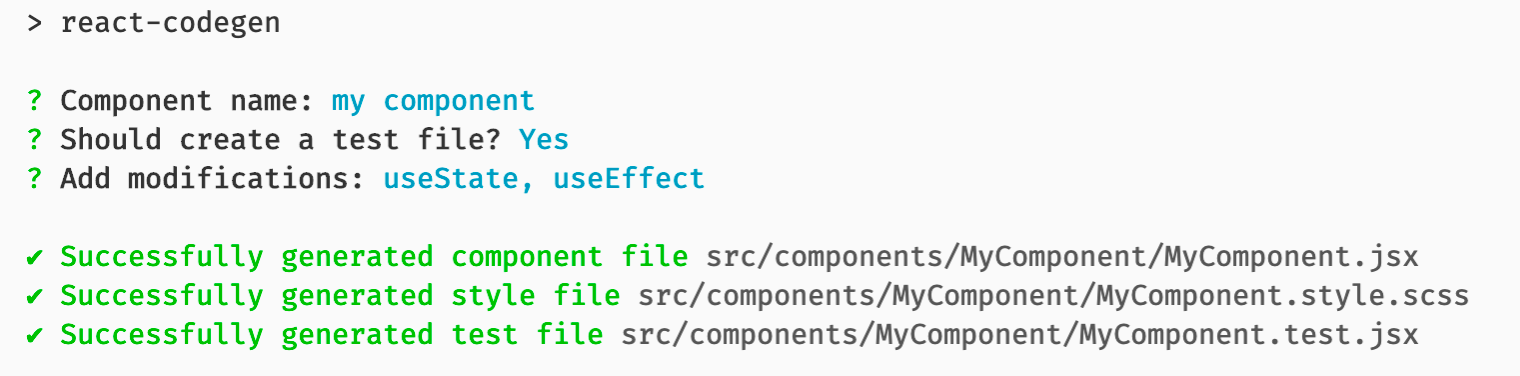 > react-codegen
? Component name: my component
? Should create a test file? Yes
? Add modifications: useState, useEffect
✔ Successfully generated component file src/components/MyComponent/MyComponent.jsx
✔ Successfully generated style file src/components/MyComponent/MyComponent.style.scss
✔ Successfully generated test file src/components/MyComponent/MyComponent.test.jsx